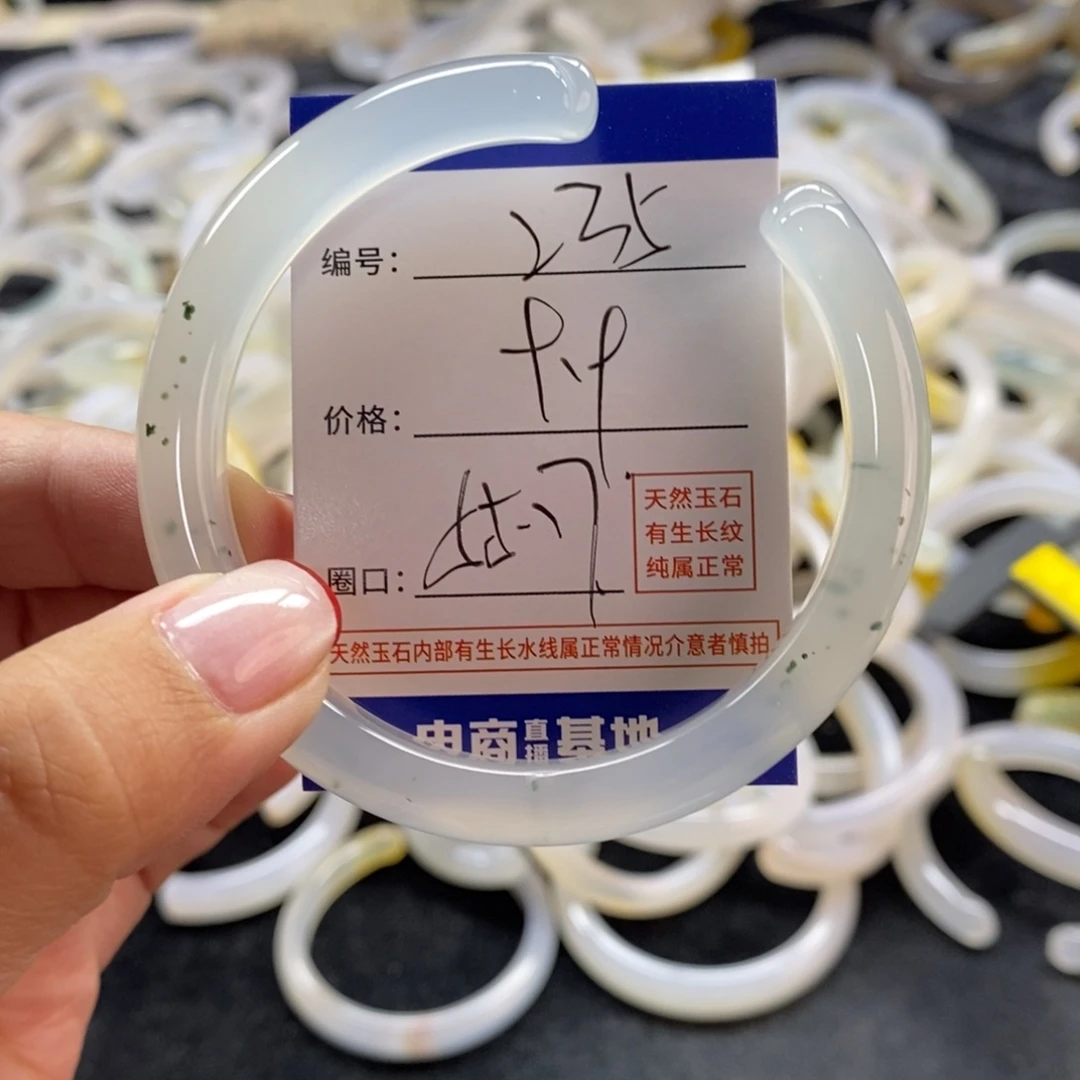 编号： 235
价格： 
圈口： 
天然玉石
有生长纹
纯属正常
天然玉石内部有生长水线属正常情况介意者慎拍
电商直播基地